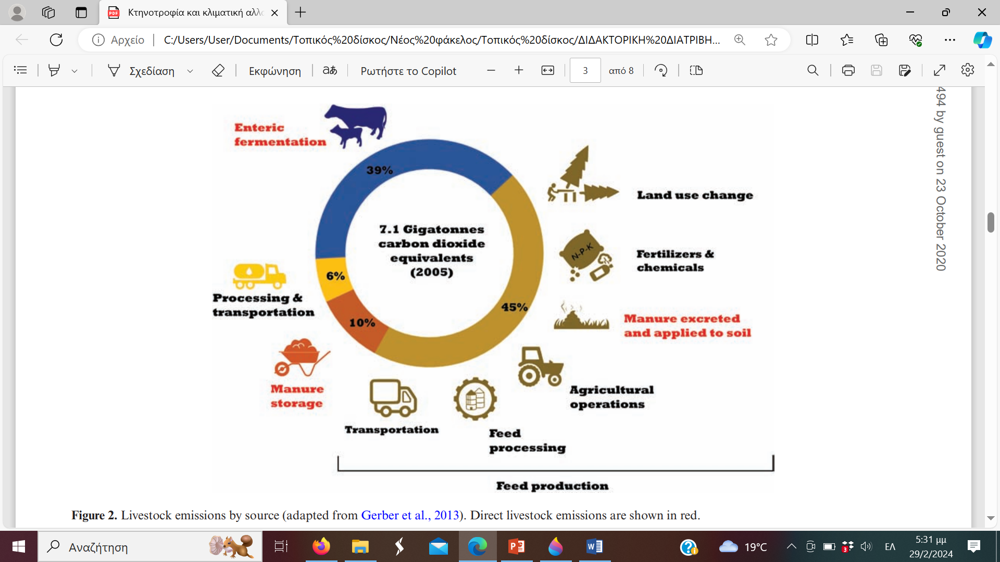 Κτηνοτροφία και κλιματική αλλ
Αρχείο
C:/Users/User/Documents/Τοπικός%20δίσκος/Νέος%20φάκελος/Τοπικός%20δίσκος/ΔΙΔΑΚΤΟΡΙΚΗ%20ΔΙΑΤΡΙΒΗ...
Σχεδίαση
Εκφώνηση
aあ
Ρωτήστε το Copilot
3
από 8
494 by guest on 23 October 2020
Enteric
fermentation
39%
Land use change
7.1 Gigatonnes
carbon dioxide
equivalents
(2005)
N-P-K
Fertilizers &
chemicals
6%
Processing &
transportation
45%
10%
Manure excreted
and applied to soil
Manure
storage
Agricultural
operations
Transportation
Feed
processing
Feed production
Figure 2. Livestock emissions by source (adapted from Gerber et al., 2013). Direct livestock emissions are shown in red.
Αναζήτηση
19°C
3
ΕΛ
5:31 μμ
29/2/2024